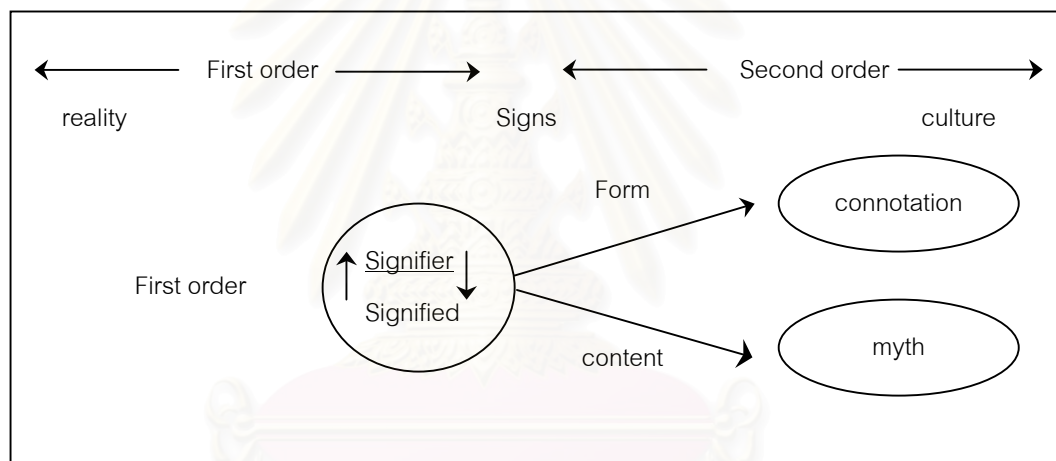 First order Second order
reality Signs culture
Form
connotation
Signifier
First order
Signified
myth
content